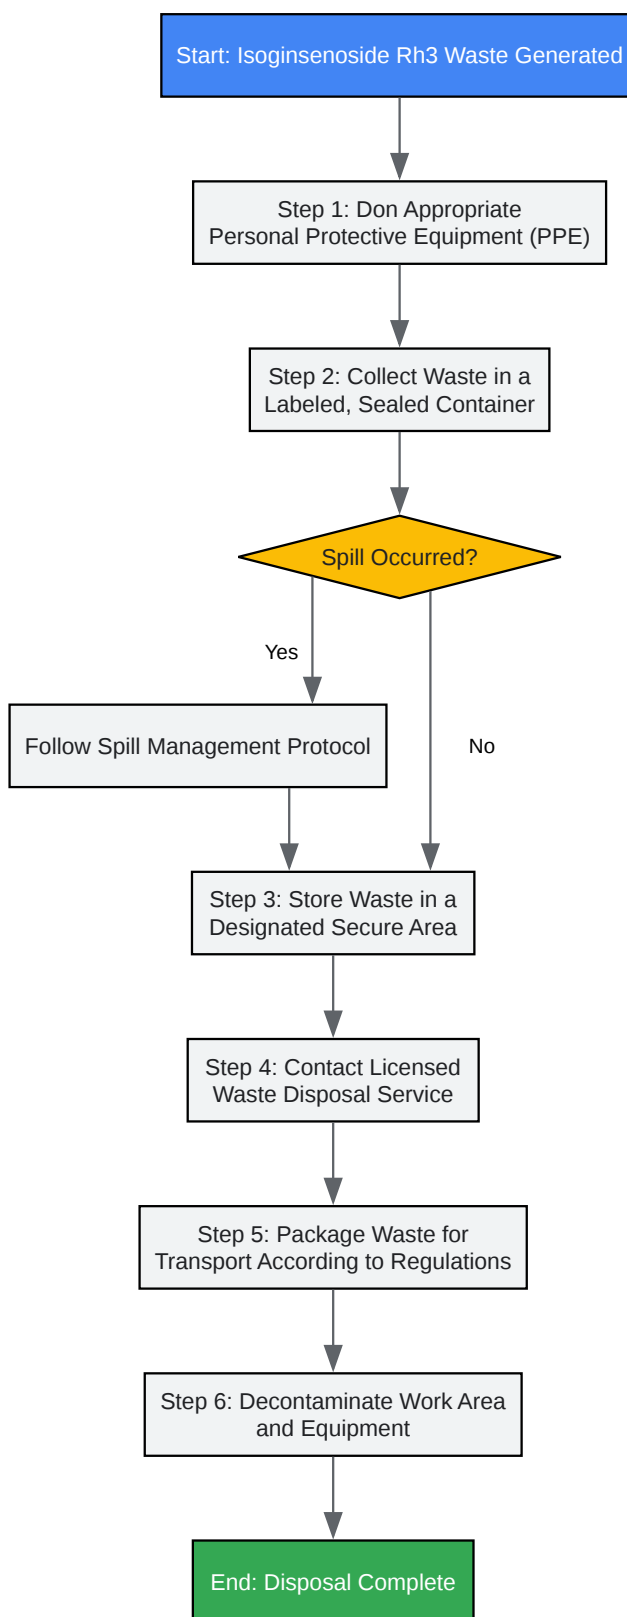 Start: Isoginsenoside Rh3 Waste Generated
Step 1: Don Appropriate
Personal Protective Equipment (PPE)
Step 2: Collect Waste in a
Labeled, Sealed Container
Spill Occurred?
Yes
Follow Spill Management Protocol
No
Step 3: Store Waste in a
Designated Secure Area
Step 4: Contact Licensed
Waste Disposal Service
Step 5: Package Waste for
Transport According to Regulations
Step 6: Decontaminate Work Area
and Equipment
End: Disposal Complete